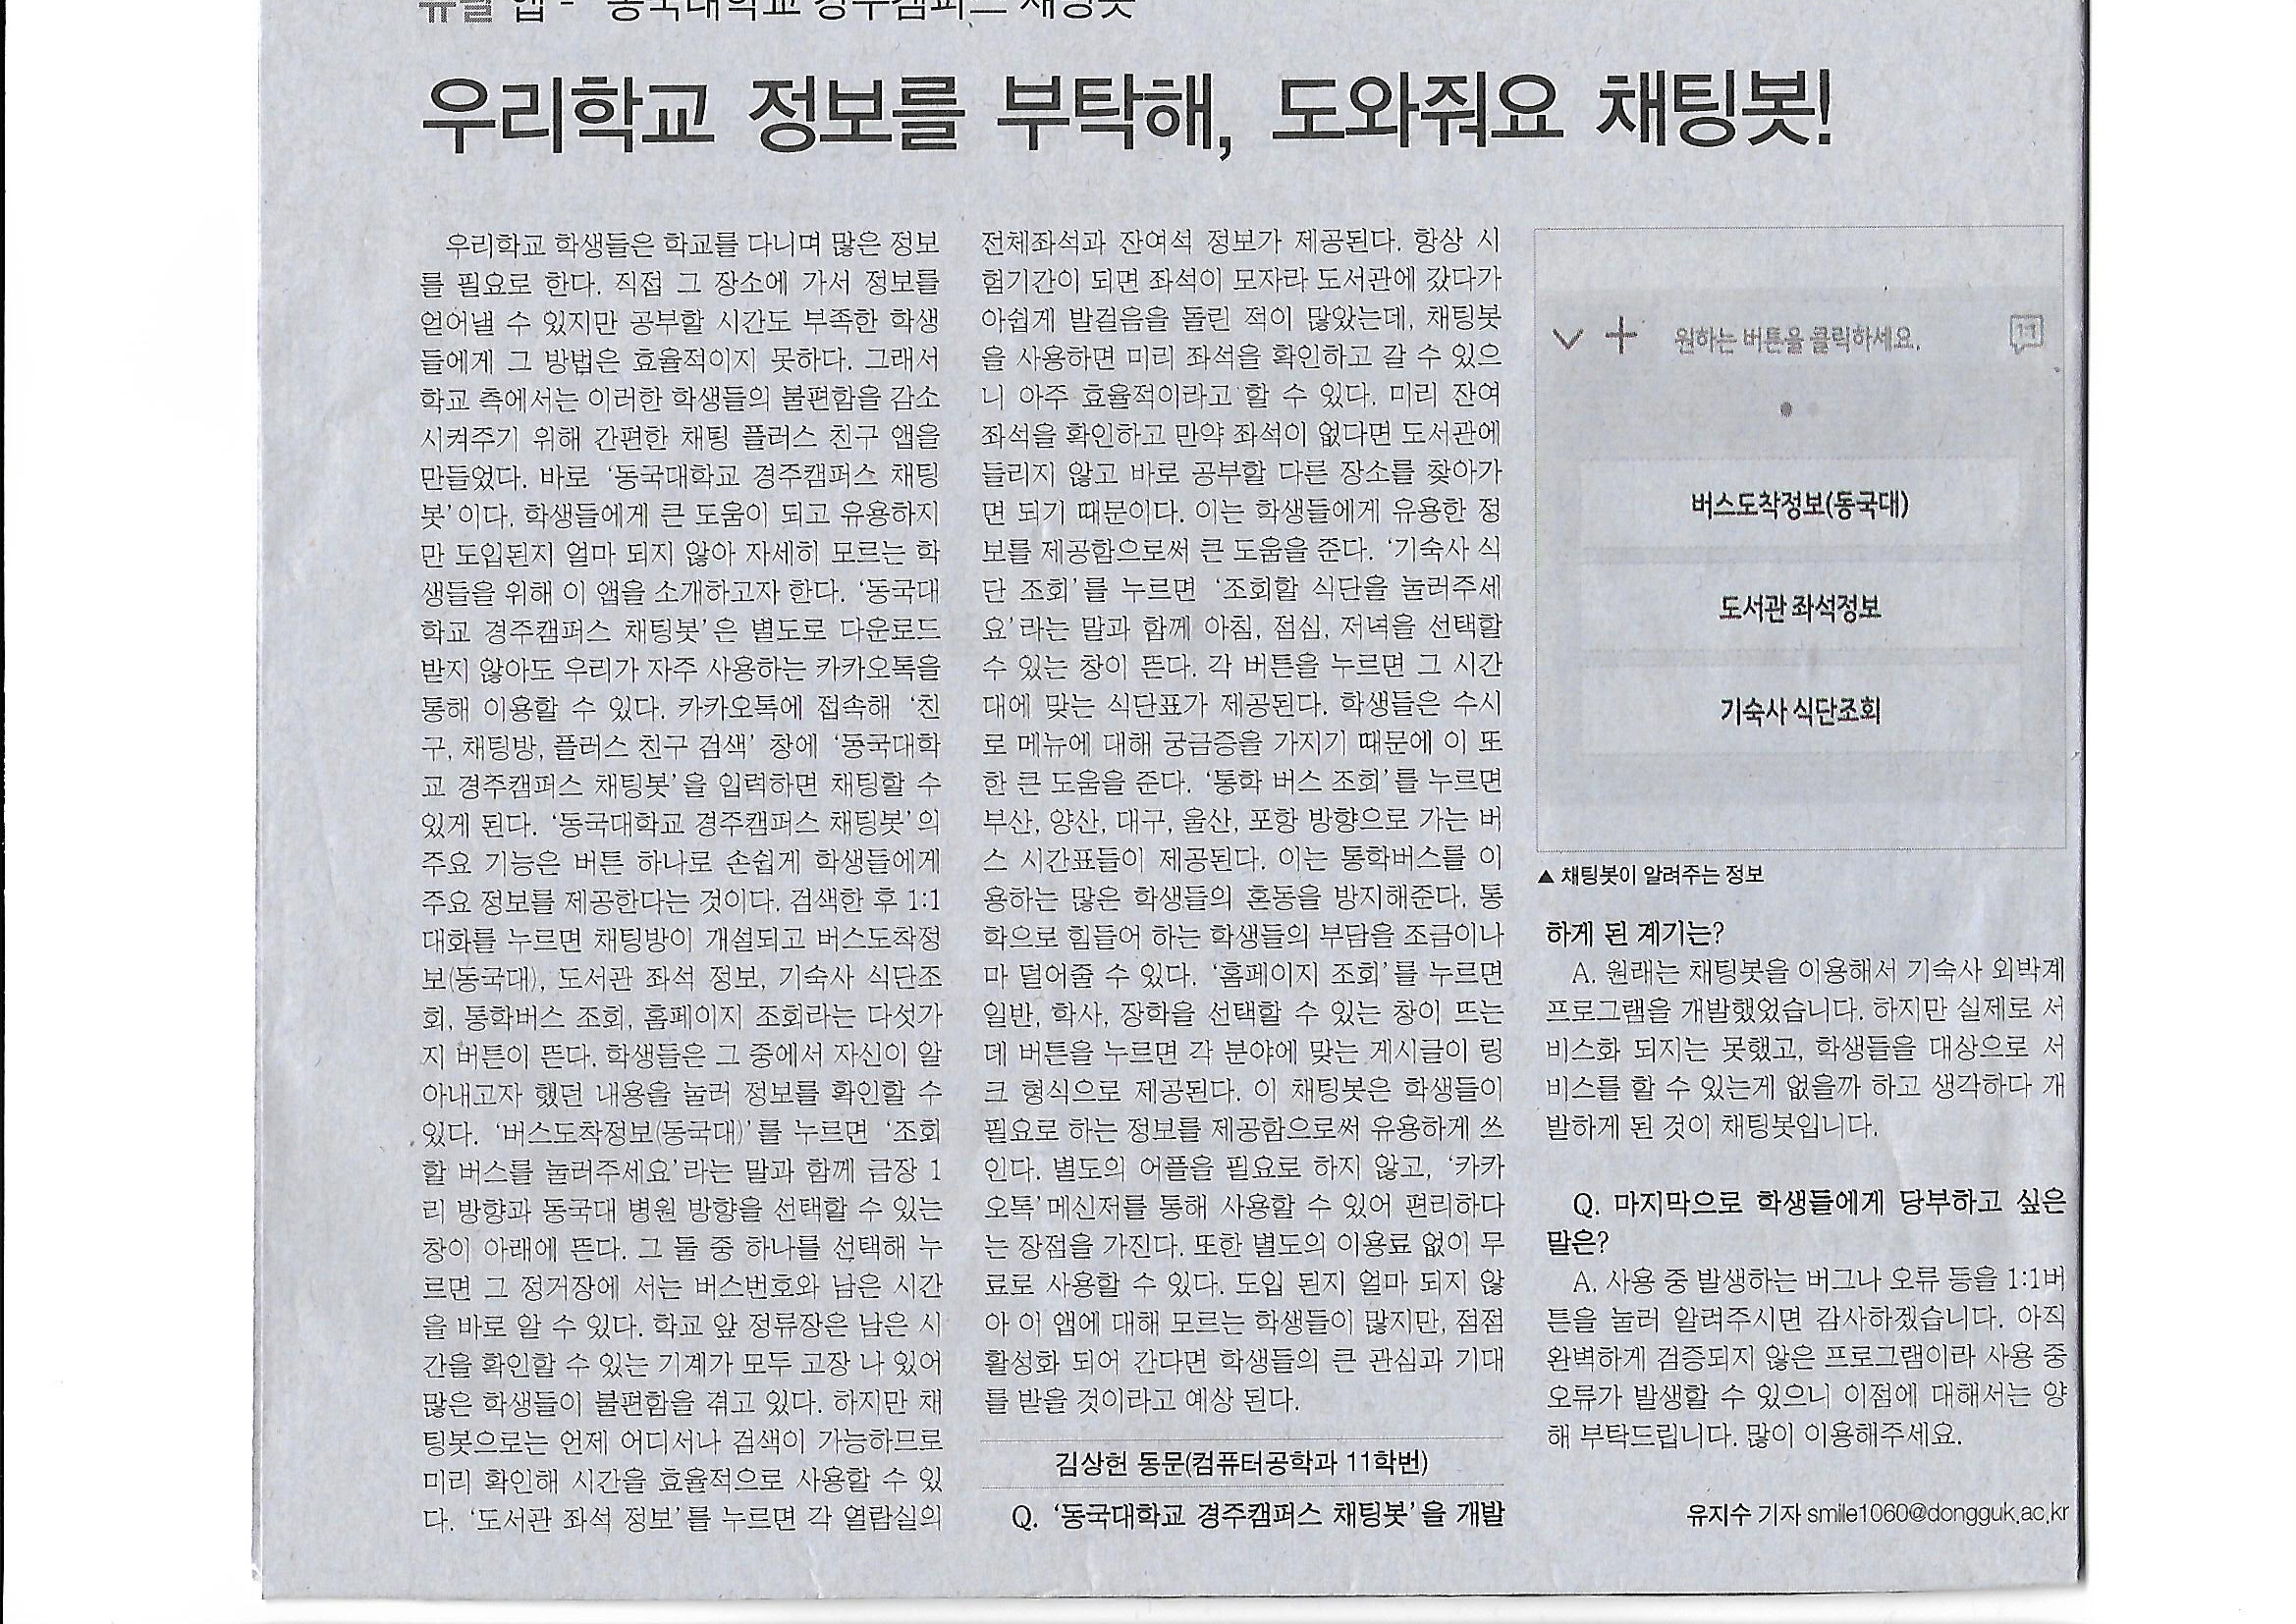 앱 - '동국대학교 경주캠퍼스 채팅봇'
우리학교 정보를 부탁해, 도와줘요 채팅봇!
우리학교 학생들은 학교를 다니며 많은 정보
를 필요로 한다. 직접 그 장소에 가서 정보를
얻어낼 수 있지만 공부할 시간도 부족한 학생
들에게 그 방법은 효율적이지 못하다. 그래서
학교 측에서는 이러한 학생들의 불편함을 감소
시켜주기 위해 간편한 채팅 플러스 친구 앱을
만들었다. 바로 '동국대학교 경주캠퍼스 채팅
봇'이다. 학생들에게 큰 도움이 되고 유용하지
만 도입된지 얼마 되지 않아 자세히 모르는 학
생들을 위해 이 앱을 소개하고자 한다. '동국대
학교 경주캠퍼스 채팅봇'은 별도로 다운로드
받지 않아도 우리가 자주 사용하는 카카오톡을
통해 이용할 수 있다. 카카오톡에 접속해 '친
구, 채팅방, 플러스 친구 검색' 창에 '동국대학
교 경주캠퍼스 채팅봇'을 입력하면 채팅할 수
있게 된다. '동국대학교 경주캠퍼스 채팅봇'의
주요 기능은 버튼 하나로 손쉽게 학생들에게
주요 정보를 제공한다는 것이다. 검색한 후 1:1
대화를 누르면 채팅방이 개설되고 버스도착정
보(동국대), 도서관 좌석 정보, 기숙사 식단조
회, 통학버스 조회, 홈페이지 조회라는 다섯가
지 버튼이 뜬다. 학생들은 그 중에서 자신이 알
아내고자 했던 내용을 눌러 정보를 확인할 수
있다. '버스도착정보(동국대)'를 누르면 '조회
할 버스를 눌러주세요'라는 말과 함께 금장 1
리 방향과 동국대 병원 방향을 선택할 수 있는
창이 아래에 뜬다. 그 둘 중 하나를 선택해 누
르면 그 정거장에 서는 버스번호와 남은 시간
을 바로 알 수 있다. 학교 앞 정류장은 남은 시
간을 확인할 수 있는 기계가 모두 고장 나 있어
많은 학생들이 불편함을 겪고 있다. 하지만 채
팅봇으로는 언제 어디서나 검색이 가능하므로
미리 확인해 시간을 효율적으로 사용할 수 있
다. '도서관 좌석 정보'를 누르면 각 열람실의
전체좌석과 잔여석 정보가 제공된다. 항상 시
험기간이 되면 좌석이 모자라 도서관에 갔다가
아쉽게 발걸음을 돌린 적이 많았는데, 채팅봇
을 사용하면 미리 좌석을 확인하고 갈 수 있으
니 아주 효율적이라고 할 수 있다. 미리 잔여
좌석을 확인하고 만약 좌석이 없다면 도서관에
들리지 않고 바로 공부할 다른 장소를 찾아가
면 되기 때문이다. 이는 학생들에게 유용한 정
보를 제공함으로써 큰 도움을 준다. '기숙사 식
단 조회'를 누르면 '조회할 식단을 눌러주세
요'라는 말과 함께 아침, 점심, 저녁을 선택할
수 있는 창이 뜬다. 각 버튼을 누르면 그 시간
대에 맞는 식단표가 제공된다. 학생들은 수시
로 메뉴에 대해 궁금증을 가지기 때문에 이 또
한 큰 도움을 준다. '통학 버스 조회'를 누르면
부산, 양산, 대구, 울산, 포항 방향으로 가는 버
스 시간표들이 제공된다. 이는 통학버스를 이
용하는 많은 학생들의 혼동을 방지해준다. 통
학으로 힘들어 하는 학생들의 부담을 조금이나
마 덜어줄 수 있다. '홈페이지 조회'를 누르면
일반, 학사, 장학을 선택할 수 있는 창이 뜨는
데 버튼을 누르면 각 분야에 맞는 게시글이 링
크 형식으로 제공된다. 이 채팅봇은 학생들이
필요로 하는 정보를 제공함으로써 유용하게 쓰
인다. 별도의 어플을 필요로 하지 않고, '카카
오톡' 메신저를 통해 사용할 수 있어 편리하다
는 장점을 가진다. 또한 별도의 이용료 없이 무
료로 사용할 수 있다. 도입 된지 얼마 되지 않
아 이 앱에 대해 모르는 학생들이 많지만, 점점
활성화 되어 간다면 학생들의 큰 관심과 기대
를 받을 것이라고 예상 된다.
김상헌 동문(컴퓨터공학과 11학번)
Q. '동국대학교 경주캠퍼스 채팅봇'을 개발
원하는 버튼을 클릭하세요.
1:1
버스도착정보(동국대)
도서관 좌석정보
기숙사 식단조회
▲ 채팅봇이 알려주는 정보
하게 된 계기는?
A. 원래는 채팅봇을 이용해서 기숙사 외박계
프로그램을 개발했었습니다. 하지만 실제로 서
비스화 되지는 못했고, 학생들을 대상으로 서
비스를 할 수 있는게 없을까 하고 생각하다 개
발하게 된 것이 채팅봇입니다.
Q. 마지막으로 학생들에게 당부하고 싶은
말은?
A. 사용 중 발생하는 버그나 오류 등을 1:1버
튼을 눌러 알려주시면 감사하겠습니다. 아직
완벽하게 검증되지 않은 프로그램이라 사용 중
오류가 발생할 수 있으니 이점에 대해서는 양
해 부탁드립니다. 많이 이용해주세요.
유지수 기자 smile1060@dongguk.ac.kr